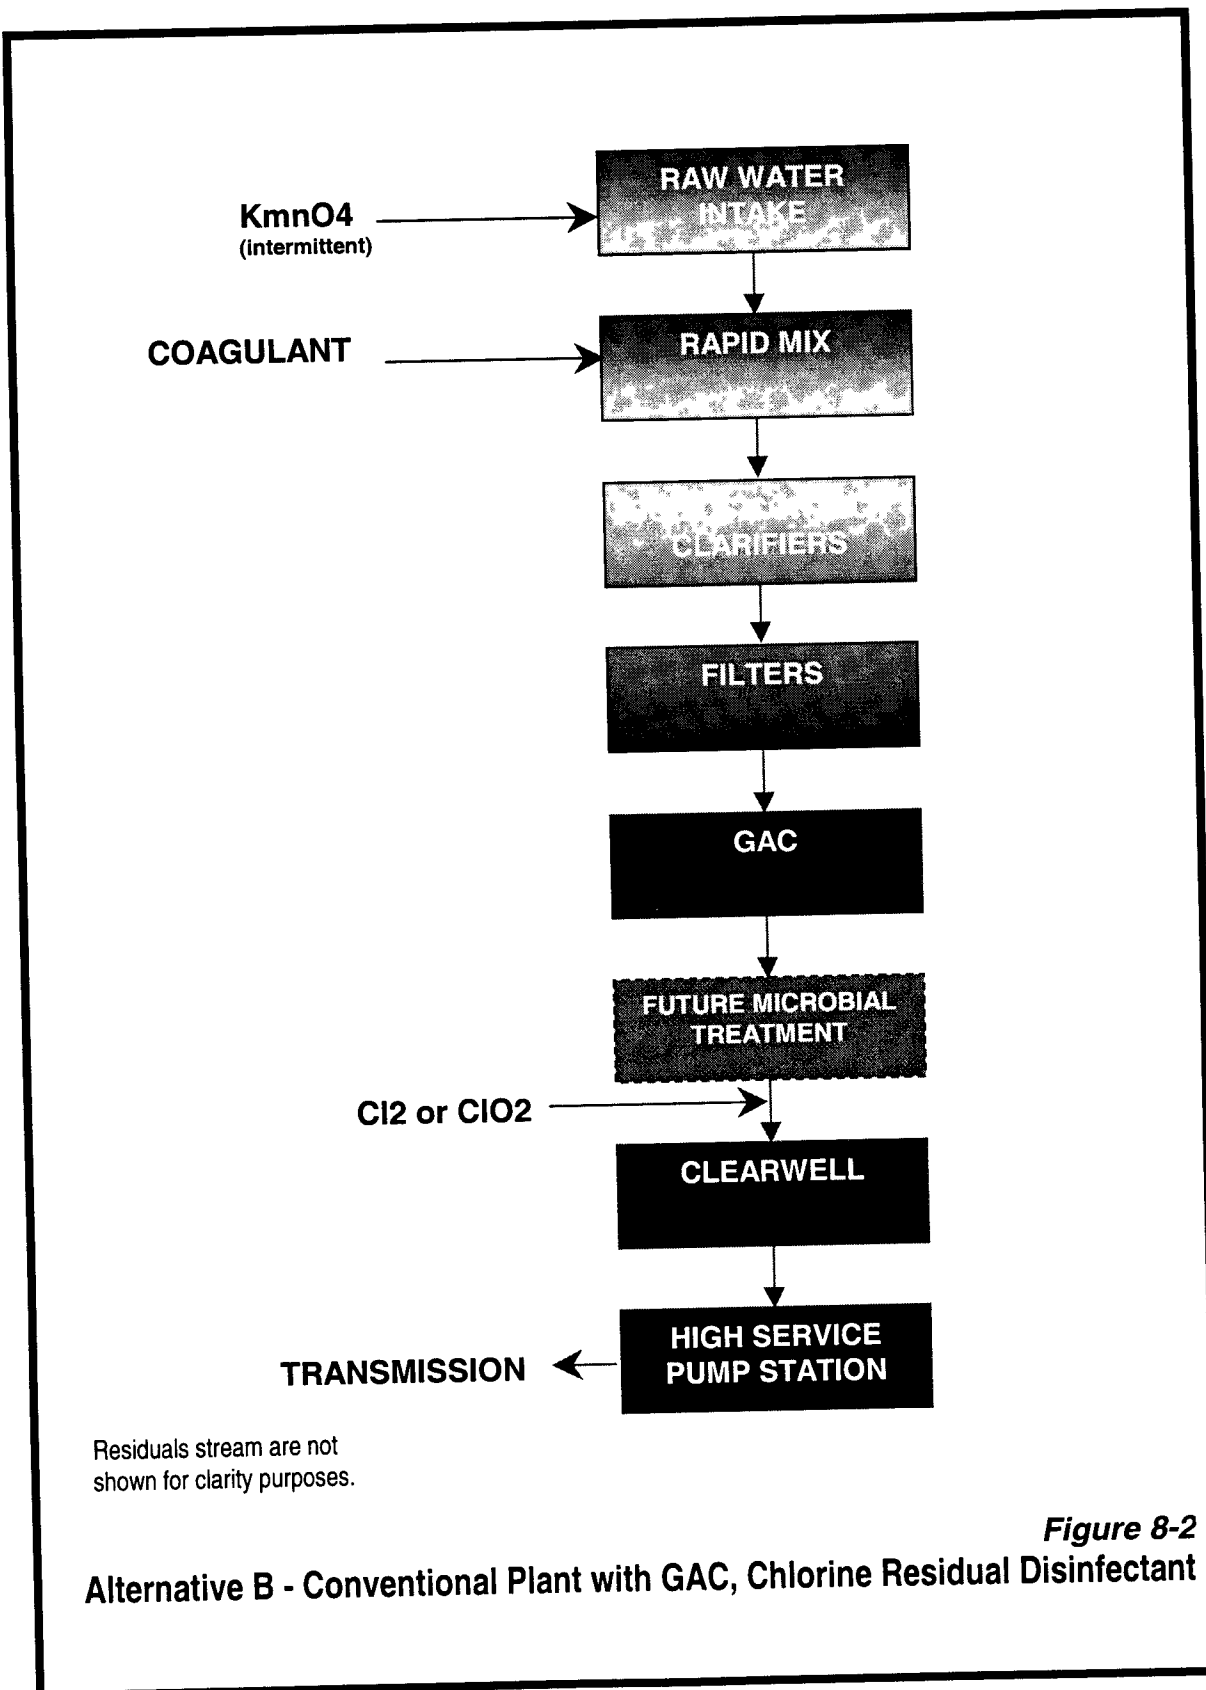 RAW WATER
INTAKE
KmnO4
(intermittent)
RAPID MIX
COAGULANT
CLARIFIERS
FILTERS
GAC
FUTURE MICROBIAL
TREATMENT
Cl2 or ClO2
CLEARWELL
HIGH SERVICE
PUMP STATION
TRANSMISSION
Residuals stream are not
shown for clarity purposes.
Figure 8-2
Alternative B - Conventional Plant with GAC, Chlorine Residual Disinfectant